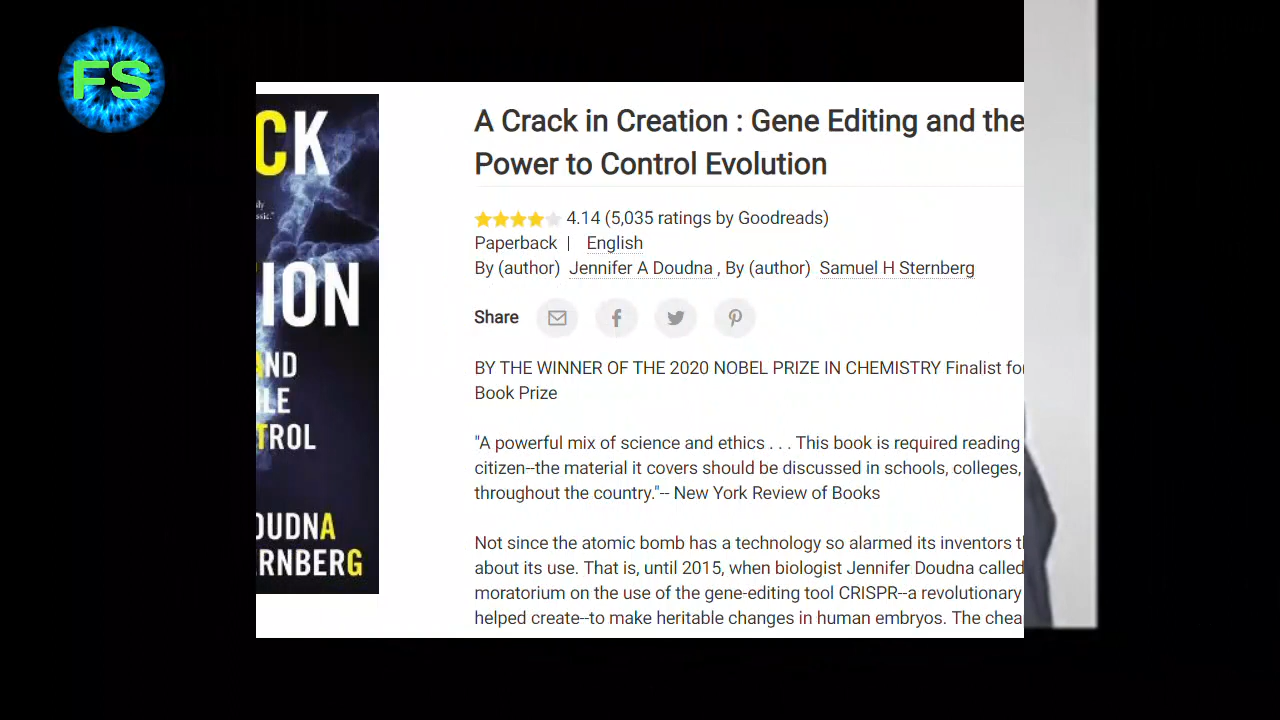 FS
CK
ION
AND
LE
TROL
OUDNA
ERNBERG
A Crack in Creation : Gene Editing and the
Power to Control Evolution
4.14 (5,035 ratings by Goodreads)
Paperback | English
By (author) Jennifer A Doudna , By (author) Samuel H Sternberg
Share
BY THE WINNER OF THE 2020 NOBEL PRIZE IN CHEMISTRY Finalist for
Book Prize
"A powerful mix of science and ethics . . . This book is required reading
citizen--the material it covers should be discussed in schools, colleges,
throughout the country."-- New York Review of Books
Not since the atomic bomb has a technology so alarmed its inventors
about its use. That is, until 2015, when biologist Jennifer Doudna called
moratorium on the use of the gene-editing tool CRISPR--a revolutionary
helped create--to make heritable changes in human embryos. The